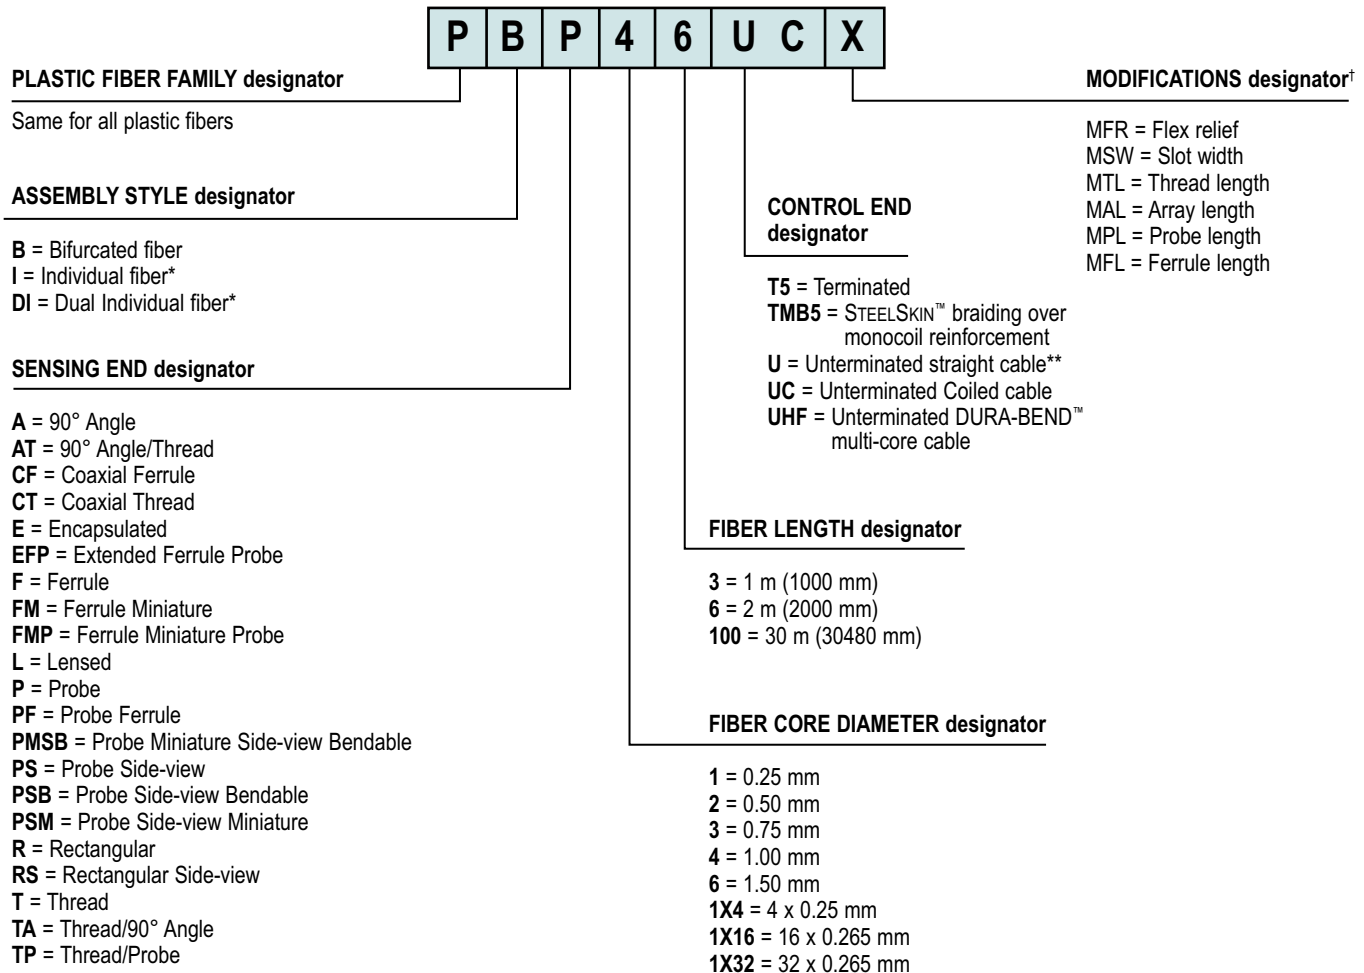 P B P 4 6 U C X
PLASTIC FIBER FAMILY designator
Same for all plastic fibers
ASSEMBLY STYLE designator
B = Bifurcated fiber
I = Individual fiber*
DI = Dual Individual fiber*
SENSING END designator
A = 90° Angle
AT = 90° Angle/Thread
CF = Coaxial Ferrule
CT = Coaxial Thread
E = Encapsulated
EFP = Extended Ferrule Probe
F = Ferrule
FM = Ferrule Miniature
FMP = Ferrule Miniature Probe
L = Lensed
P = Probe
PF = Probe Ferrule
PMSB = Probe Miniature Side-view Bendable
PS = Probe Side-view
PSB = Probe Side-view Bendable
PSM = Probe Side-view Miniature
R = Rectangular
RS = Rectangular Side-view
T = Thread
TA = Thread/90° Angle
TP = Thread/Probe
MODIFICATIONS designator†
MFR = Flex relief
MSW = Slot width
MTL = Thread length
MAL = Array length
MPL = Probe length
MFL = Ferrule length
CONTROL END
designator
T5 = Terminated
TMB5 = STEELSKIN™ braiding over
monocoil reinforcement
U = Unterminated straight cable**
UC = Unterminated Coiled cable
UHF = Unterminated DURA-BEND™
multi-core cable
FIBER LENGTH designator
3 = 1 m (1000 mm)
6 = 2 m (2000 mm)
100 = 30 m (30480 mm)
FIBER CORE DIAMETER designator
1 = 0.25 mm
2 = 0.50 mm
3 = 0.75 mm
4 = 1.00 mm
6 = 1.50 mm
1X4 = 4 x 0.25 mm
1X16 = 16 x 0.265 mm
1X32 = 32 x 0.265 mm